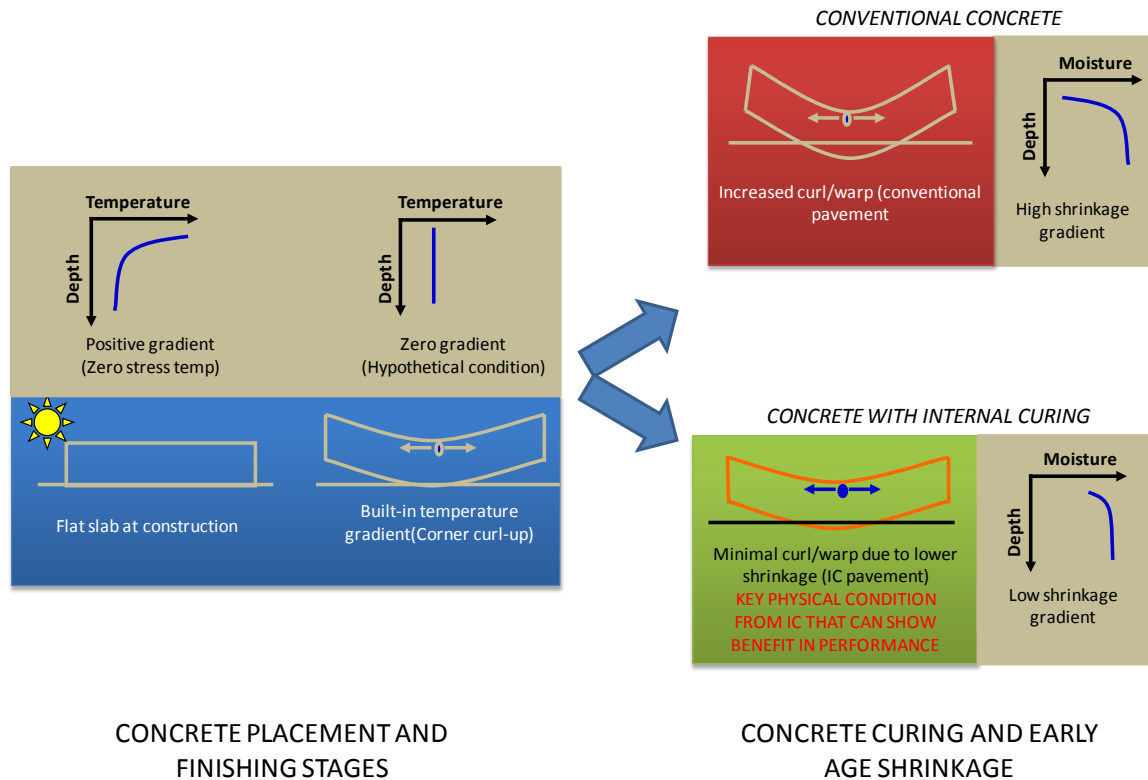 CONVENTIONAL CONCRETE
Moisture
Depth
Increased curl/warp (conventional
pavement
High shrinkage
gradient
Temperature
Depth
Positive gradient
(Zero stress temp)
Temperature
Depth
Zero gradient
(Hypothetical condition)
Flat slab at construction
Built-in temperature
gradient(Corner curl-up)
CONCRETE WITH INTERNAL CURING
Moisture
Depth
Minimal curl/warp due to lower
shrinkage (IC pavement)
KEY PHYSICAL CONDITION
FROM IC THAT CAN SHOW
BENEFIT IN PERFORMANCE
Low shrinkage
gradient
CONCRETE PLACEMENT AND
FINISHING STAGES
CONCRETE CURING AND EARLY
AGE SHRINKAGE